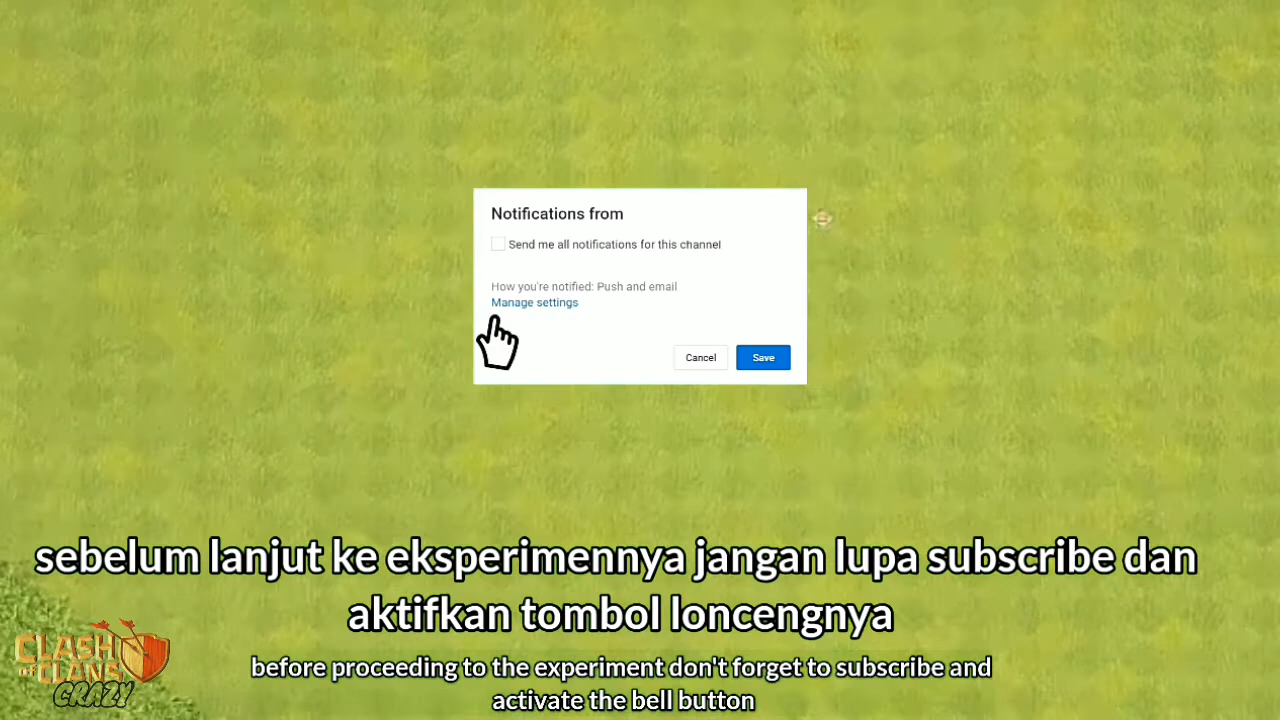 Notifications from
Send me all notifications for this channel
How you're notified: Push and email
Manage settings
Cancel
Save
sebelum lanjut ke eksperimennya jangan lupa subscribe dan
aktifkan tombol loncengnya
before proceeding to the experiment don't forget to subscribe and
activate the bell button
CLASH
OF CLANS
CRAZY